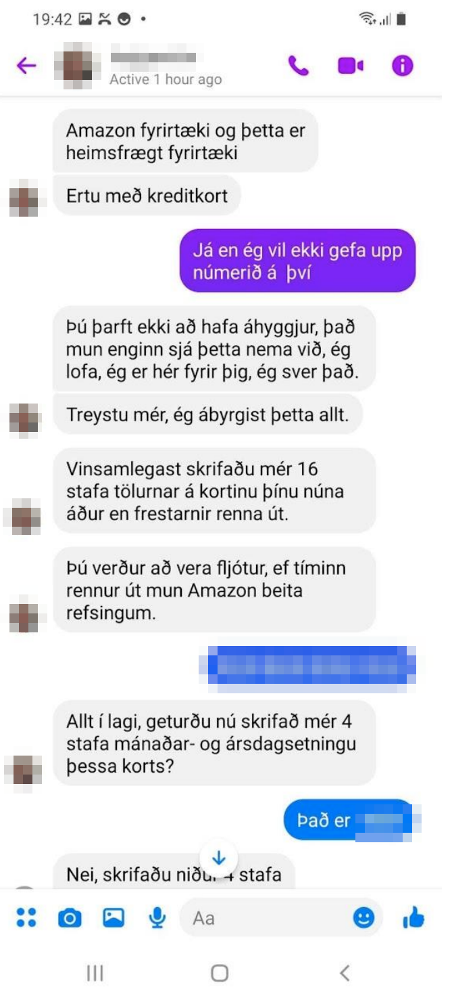 19:42
Active 1 hour ago
Amazon fyrirtæki og þetta er
heimsfrægt fyrirtæki
Ertu með kreditkort
Já en ég vil ekki gefa upp
númerið á því
Þú þarft ekki að hafa áhyggjur, það
mun enginn sjá þetta nema við, ég
lofa, ég er hér fyrir þig, ég sver það.
Treystu mér, ég ábyrgist þetta allt.
Vinsamlegast skrifaðu mér 16
stafa tölurnar á kortinu þínu núna
áður en frestarnir renna út.
Þú verður að vera fljótur, ef tíminn
rennur út mun Amazon beita
refsingum.
Allt í lagi, geturðu nú skrifað mér 4
stafa mánaðar- og ársdagsetningu
þessa korts?
Það er
Nei, skrifaðu niður 4 stafa
Aa